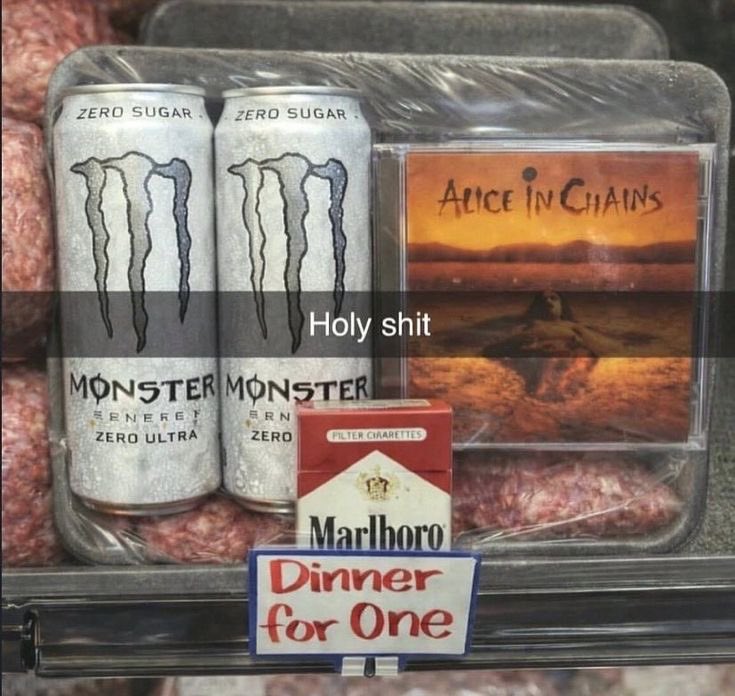 ZERO SUGAR
ZERO SUGAR
ALICE IN CHAINS
Holy shit
MONSTER
MONSTER
ZERO ULTRA
ZERO
FILTER CIRARETTES
Marlboro
Dinner
for One